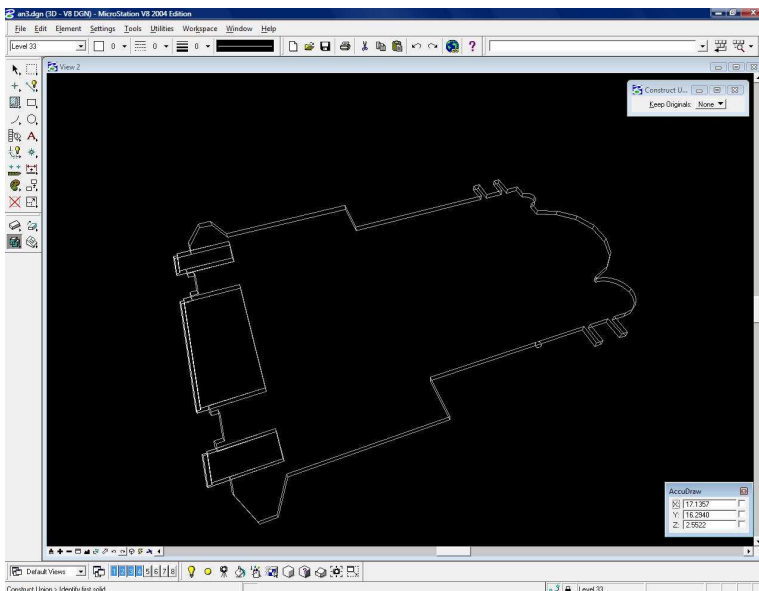 an3.dgn (3D - V8 DGN) - MicroStation V8 2004 Edition
File Edit Element Settings Tools Utilities Workspace Window Help
Level 33 0 0 0
View 2
Construct U...
Keep Originals: None
AccuDraw
X: 17.1357
Y: 16.2940
Z: 2.5522
Default Views 1 2 3 4 5 6 7 8
Construct Union > Identify first solid 3 Level 33